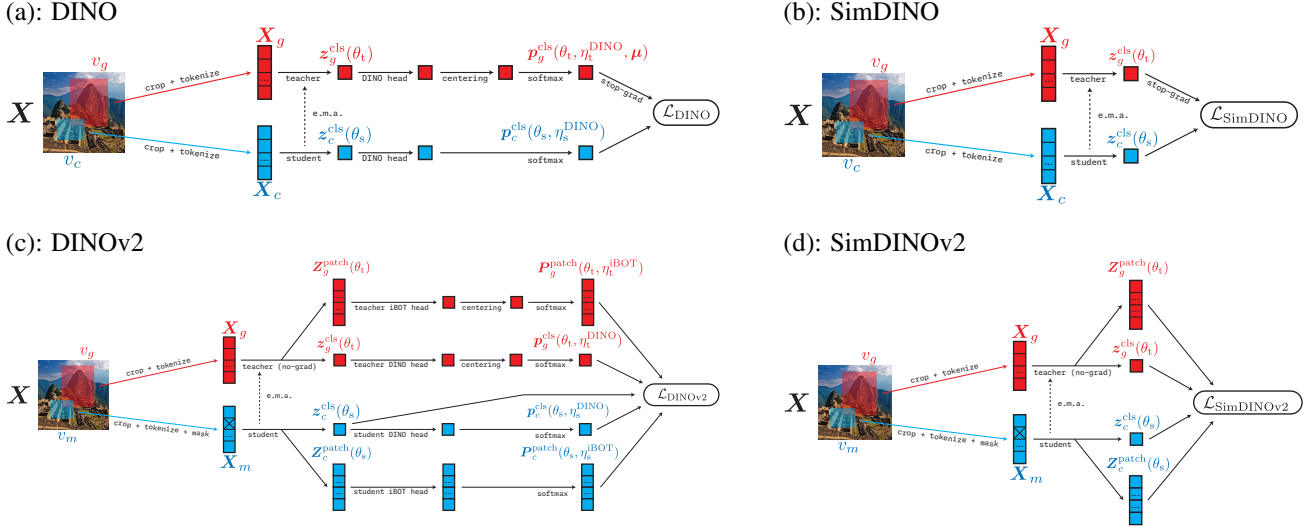 (a): DINO
X
v_g
v_c
crop + tokenize
crop + tokenize
X_g
X_c
teacher
e.m.a.
student
z_g^cls(θ_t)
z_c^cls(θ_s)
DINO head
DINO head
centering
softmax
softmax
p_g^cls(θ_t, η_t^DINO, μ)
p_c^cls(θ_s, η_s^DINO)
stop-grad
L_DINO
(b): SimDINO
X
v_g
v_c
crop + tokenize
crop + tokenize
X_g
X_c
teacher
e.m.a.
student
z_g^cls(θ_t)
z_c^cls(θ_s)
stop-grad
L_SimDINO
(c): DINOv2
X
v_g
v_m
crop + tokenize
crop + tokenize + mask
X_g
X_m
teacher (no-grad)
e.m.a.
student
Z_g^patch(θ_t)
teacher iBOT head
centering
softmax
P_g^patch(θ_t, η_t^iBOT)
z_g^cls(θ_t)
teacher DINO head
centering
softmax
p_g^cls(θ_t, η_t^DINO)
z_c^cls(θ_s)
student DINO head
softmax
p_c^cls(θ_s, η_s^DINO)
Z_c^patch(θ_s)
student iBOT head
softmax
P_c^patch(θ_s, η_s^iBOT)
L_DINOv2
(d): SimDINOv2
X
v_g
v_m
crop + tokenize
crop + tokenize + mask
X_g
X_m
teacher (no-grad)
e.m.a.
student
Z_g^patch(θ_t)
z_g^cls(θ_t)
z_c^cls(θ_s)
Z_c^patch(θ_s)
L_SimDINOv2